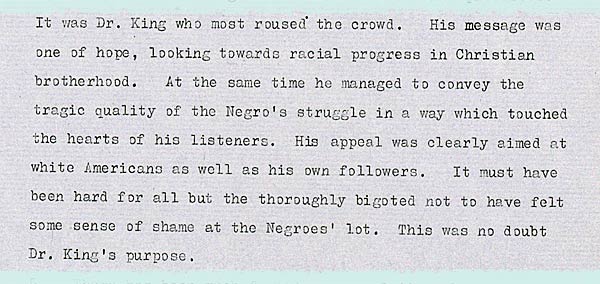 It was Dr. King who most roused the crowd. His message was
one of hope, looking towards racial progress in Christian
brotherhood. At the same time he managed to convey the
tragic quality of the Negro's struggle in a way which touched
the hearts of his listeners. His appeal was clearly aimed at
white Americans as well as his own followers. It must have
been hard for all but the thoroughly bigoted not to have felt
some sense of shame at the Negroes' lot. This was no doubt
Dr. King's purpose.